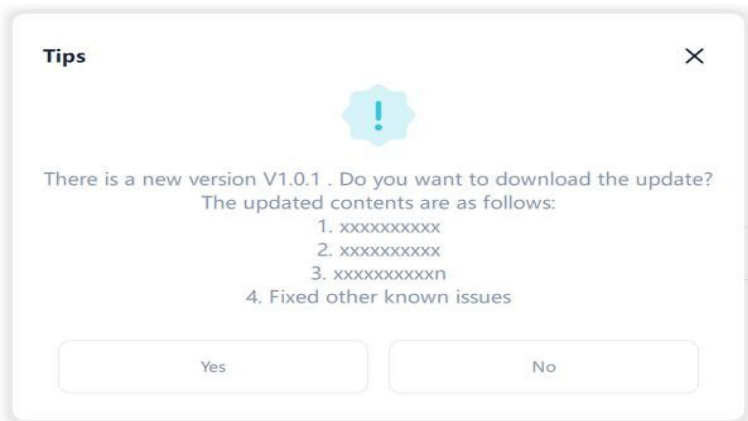 Tips
There is a new version V1.0.1 . Do you want to download the update?
The updated contents are as follows:
1. xxxxxxxxxx
2. xxxxxxxxxx
3. xxxxxxxxxxn
4. Fixed other known issues
Yes
No